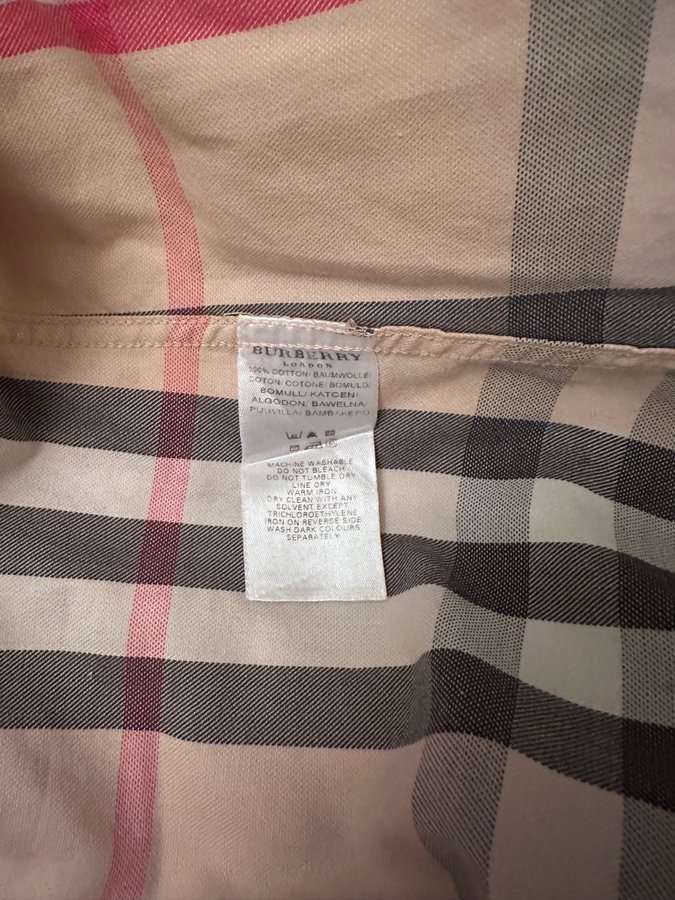 BURBERRY
LONDON
100% COTTON/ BAUMWOLLE/
COTON/ COTONE/ BOMULD/
BOMULL/ KATOEN/
ALGODON/ BAWELNA/
PUUVILLA/ BAMBAKEPO
MACHINE WASHABLE
DO NOT BLEACH
DO NOT TUMBLE DRY
LINE DRY
WARM IRON
DRY CLEAN WITH ANY
SOLVENT EXCEPT
TRICHLOROETHYLENE
IRON ON REVERSE SIDE
WASH DARK COLOURS
SEPARATELY